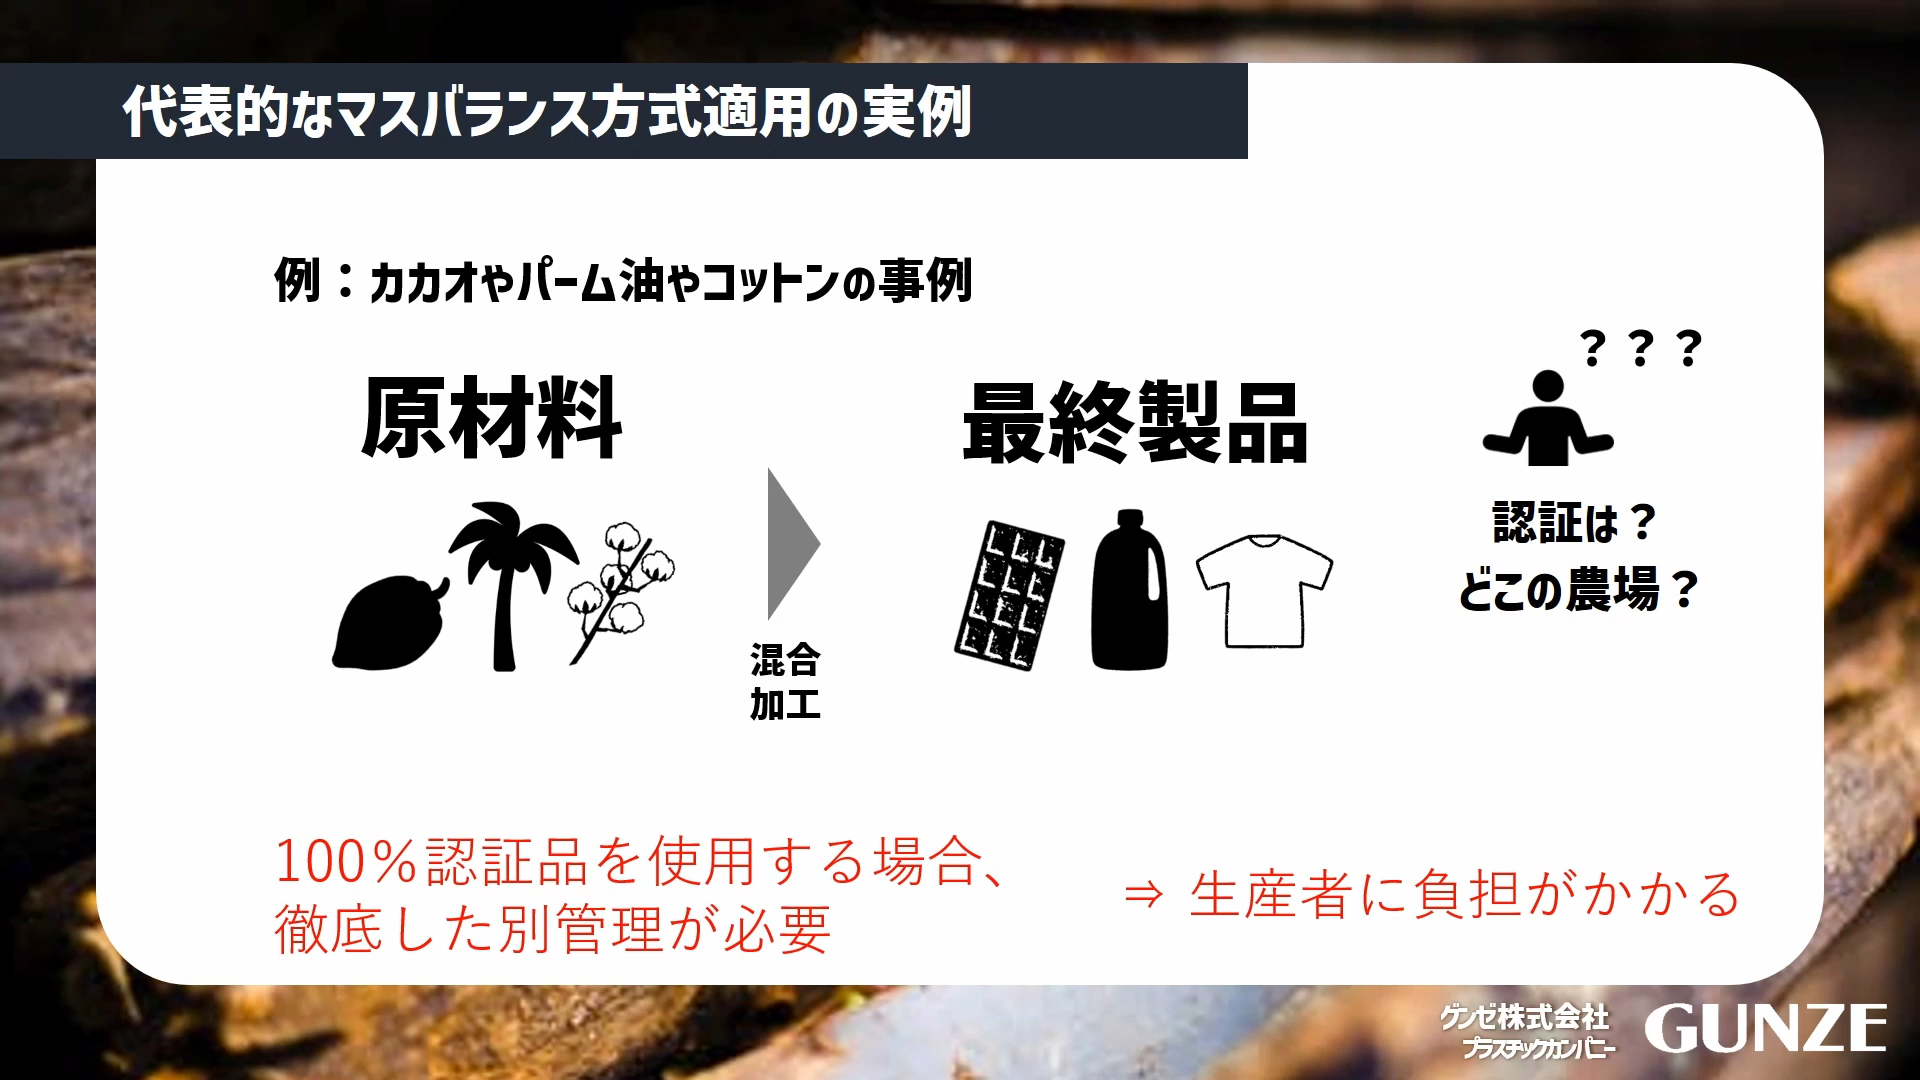 代表的なマスバランス方式適用の実例
例：カカオやパーム油やコットンの事例
原材料
最終製品
？？？
認証は？
どこの農場？
混合
加工
100％認証品を使用する場合、
徹底した別管理が必要
⇒ 生産者に負担がかかる
グンゼ株式会社
プラスチックカンパニー
GUNZE